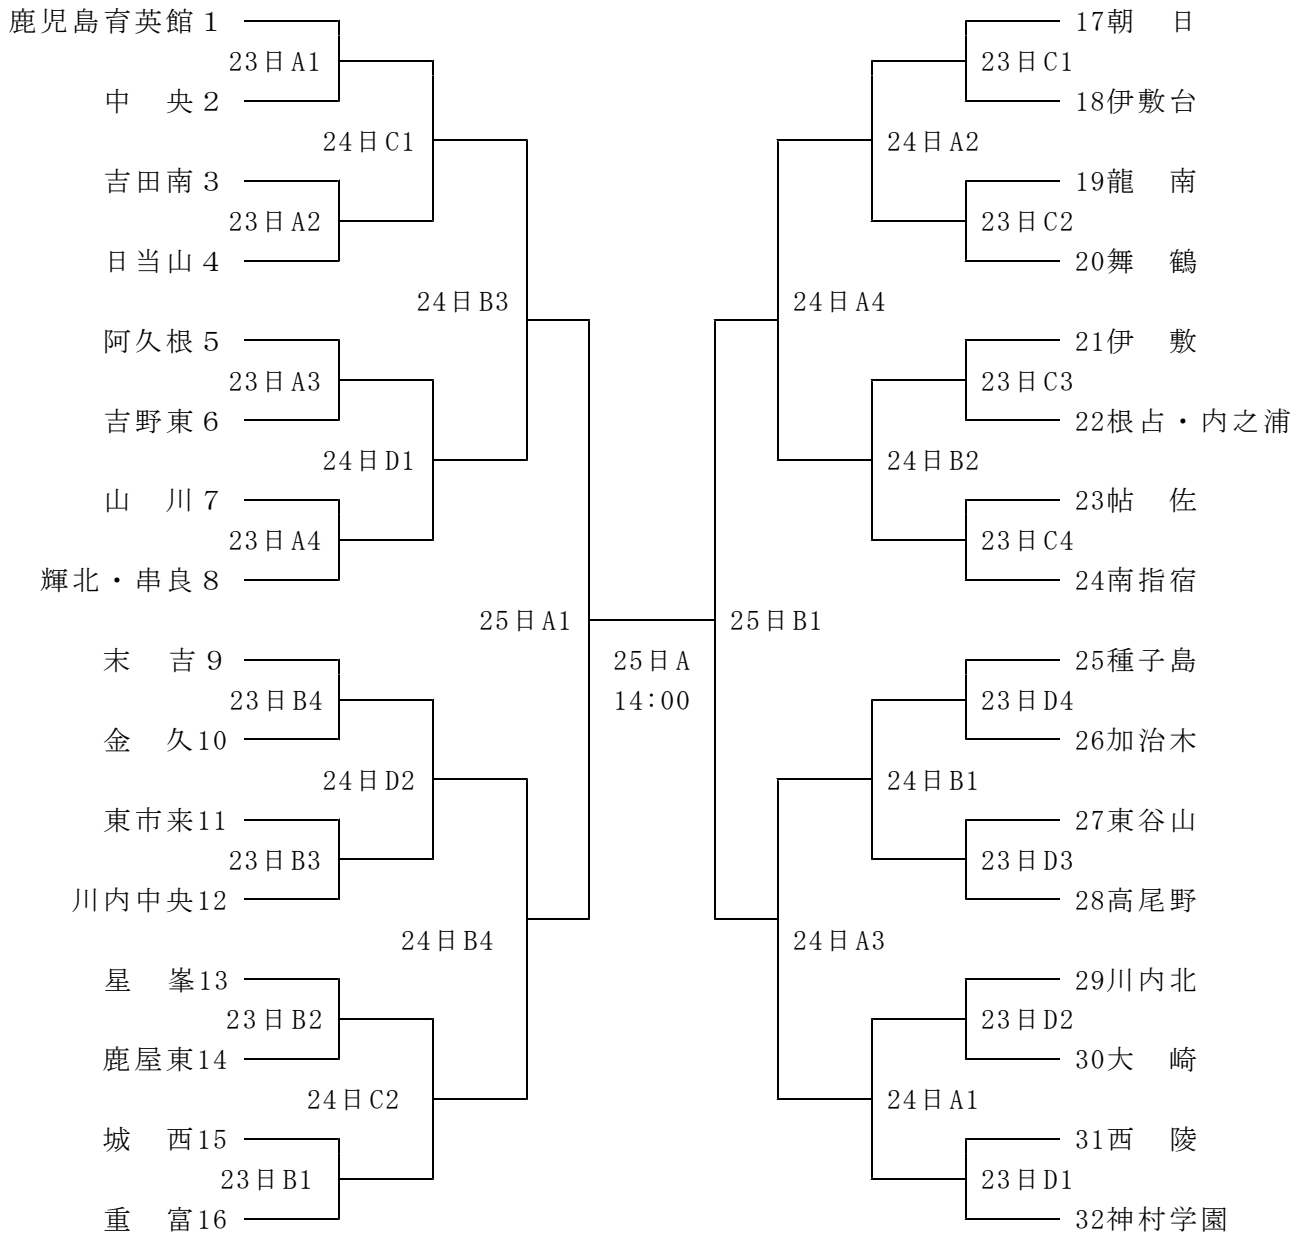 鹿児島育英館 1
23日A1
中　央 2
24日C1
吉田南 3
23日A2
日当山 4
24日B3
阿久根 5
23日A3
吉野東 6
24日D1
山　川 7
23日A4
輝北・串良 8
25日A1
末　吉 9
23日B4
金　久10
24日D2
東市来11
23日B3
川内中央12
24日B4
星　峯13
23日B2
鹿屋東14
24日C2
城　西15
23日B1
重　富16
25日A
14:00
17朝　日
23日C1
18伊敷台
24日A2
19龍　南
23日C2
20舞　鶴
24日A4
21伊　敷
23日C3
22根占・内之浦
24日B2
23帖　佐
23日C4
24南指宿
25日B1
25種子島
23日D4
26加治木
24日B1
27東谷山
23日D3
28高尾野
24日A3
29川内北
23日D2
30大　崎
24日A1
31西　陵
23日D1
32神村学園